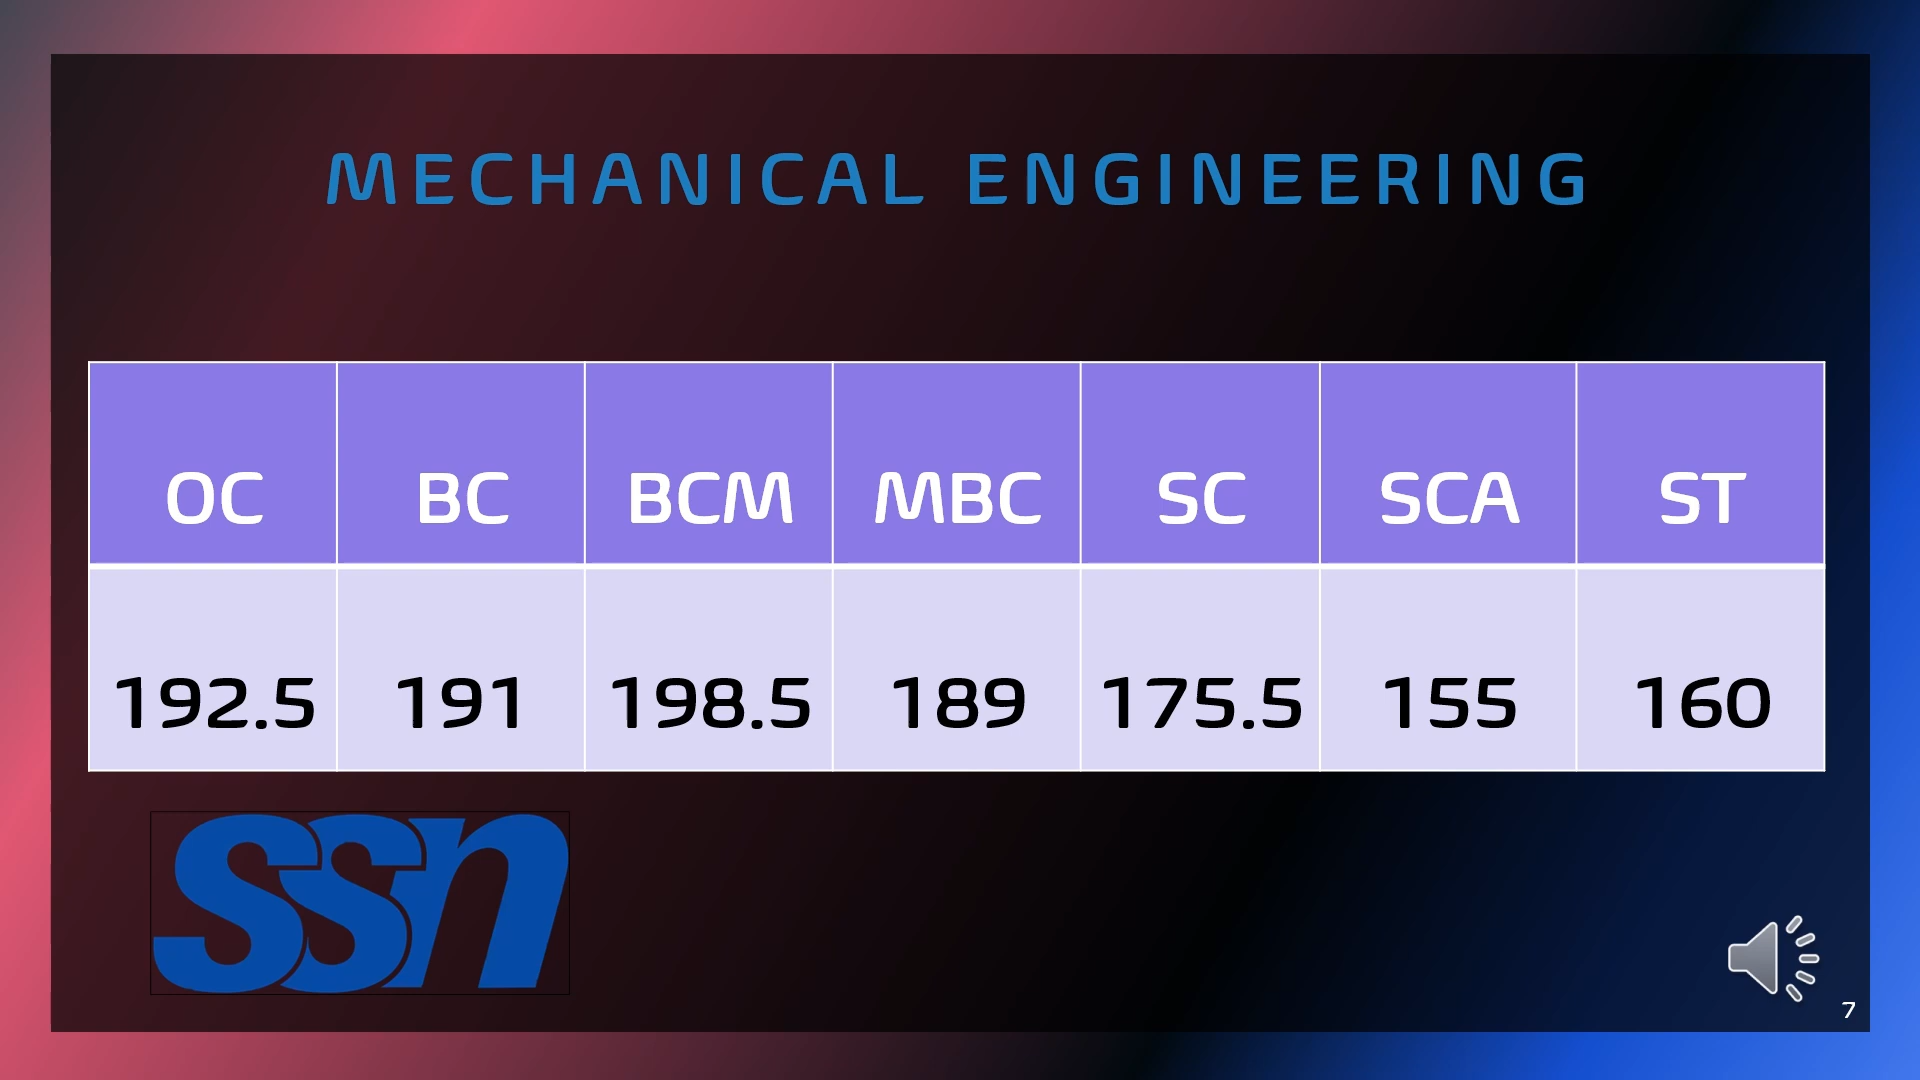 MECHANICAL ENGINEERING
OC BC BCM MBC SC SCA ST
192.5 191 198.5 189 175.5 155 160
ssn
7